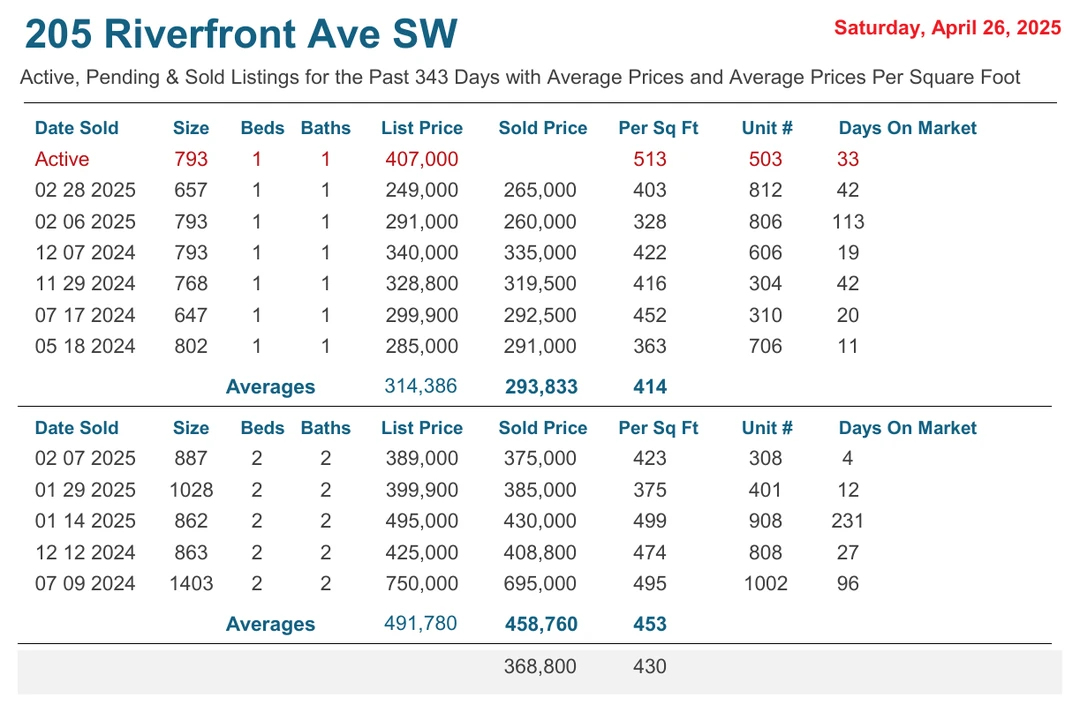 205 Riverfront Ave SW
Saturday, April 26, 2025
Active, Pending & Sold Listings for the Past 343 Days with Average Prices and Average Prices Per Square Foot
Date Sold Size Beds Baths List Price Sold Price Per Sq Ft Unit # Days On Market
Active 793 1 1 407,000 513 503 33
02 28 2025 657 1 1 249,000 265,000 403 812 42
02 06 2025 793 1 1 291,000 260,000 328 806 113
12 07 2024 793 1 1 340,000 335,000 422 606 19
11 29 2024 768 1 1 328,800 319,500 416 304 42
07 17 2024 647 1 1 299,900 292,500 452 310 20
05 18 2024 802 1 1 285,000 291,000 363 706 11
Averages 314,386 293,833 414
Date Sold Size Beds Baths List Price Sold Price Per Sq Ft Unit # Days On Market
02 07 2025 887 2 2 389,000 375,000 423 308 4
01 29 2025 1028 2 2 399,900 385,000 375 401 12
01 14 2025 862 2 2 495,000 430,000 499 908 231
12 12 2024 863 2 2 425,000 408,800 474 808 27
07 09 2024 1403 2 2 750,000 695,000 495 1002 96
Averages 491,780 458,760 453
368,800 430